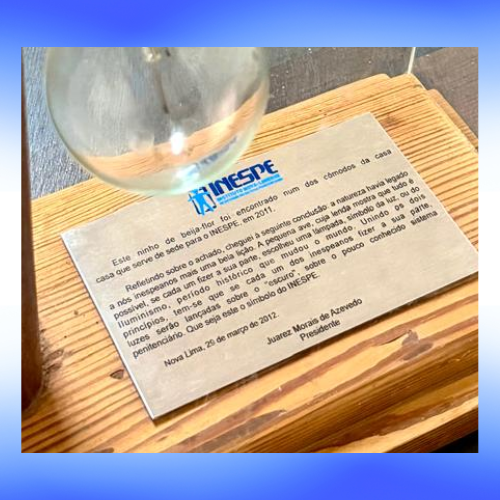 INESPE
Este ninho de beija-flor foi encontrado num dos cômodos da casa
casa que serve de sede para o INESPE, em 2011.
Refletindo sobre o achado, cheguei à seguinte conclusão: a natureza havia legado
a nós inespeanos mais uma bela lição. A pequena ave, cuja lenda mostra que tudo é
possível, se cada um fizer a sua parte, escolheu uma lâmpada, símbolo da luz, ou do
Iluminismo, período histórico que mudou o mundo. Unindo os dois
princípios, tem-se que se cada um dos inespeanos fizer a sua parte,
luzes serão lançadas sobre o "escuro", sobre o pouco conhecido sistema
penitenciário. Que seja este o símbolo do INESPE.
Nova Lima, 26 de março de 2012.
Juarez Morais de Azevedo
Presidente